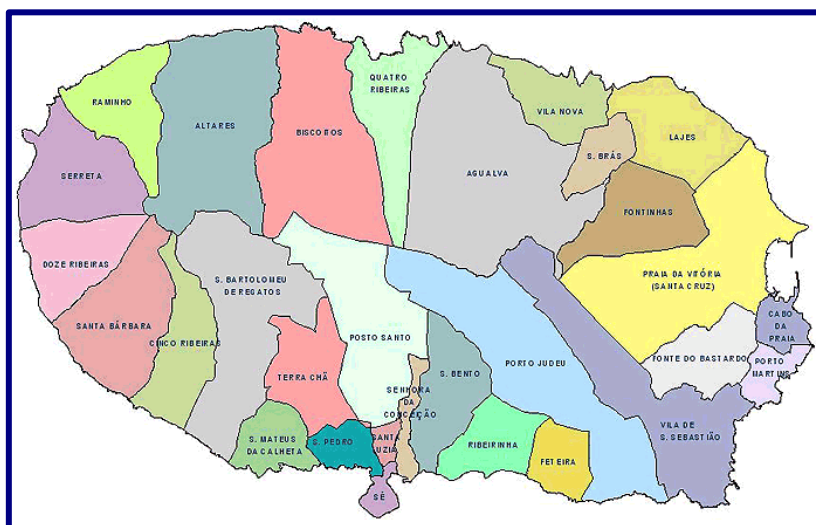 QUATRO
RIBEIRAS
RAMINHO
ALTARES
BISCOITOS
VILA NOVA
LAJES
S. BRÁS
SERRETA
AGUALVA
FONTINHAS
DOZE RIBEIRAS
S. BARTOLOMEU
DE REGATOS
PRAIA DA VITÓRIA
(SANTA CRUZ)
SANTA BÁRBARA
CINCO RIBEIRAS
POSTO SANTO
PORTO JUDEU
CABO
DA
PRAIA
FONTE DO BASTARDO
PORTO
MARTINS
TERRA CHÃ
S. BENTO
SENHORA
DA
CONCEIÇÃO
S. MATEUS
DA CALHETA
S. PEDRO
SANTA
LUZIA
RIBEIRINHA
FETEIRA
VILA DE
S. SEBASTIÃO
SÉ